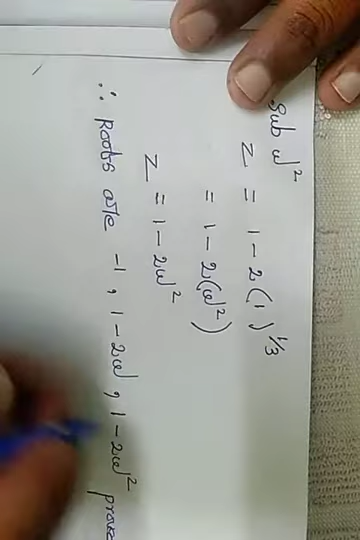 Sub ω²
Z = 1 - 2(1)^1/3
= 1 - 2(ω²)
Z = 1 - 2ω²
∴ Roots are -1, 1 - 2ω, 1 - 2ω²